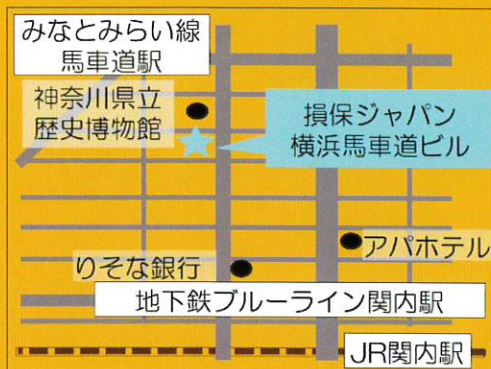 みなとみらい線
馬車道駅
神奈川県立
歴史博物館
損保ジャパン
横浜馬車道ビル
アパホテル
りそな銀行
地下鉄ブルーライン関内駅
JR関内駅